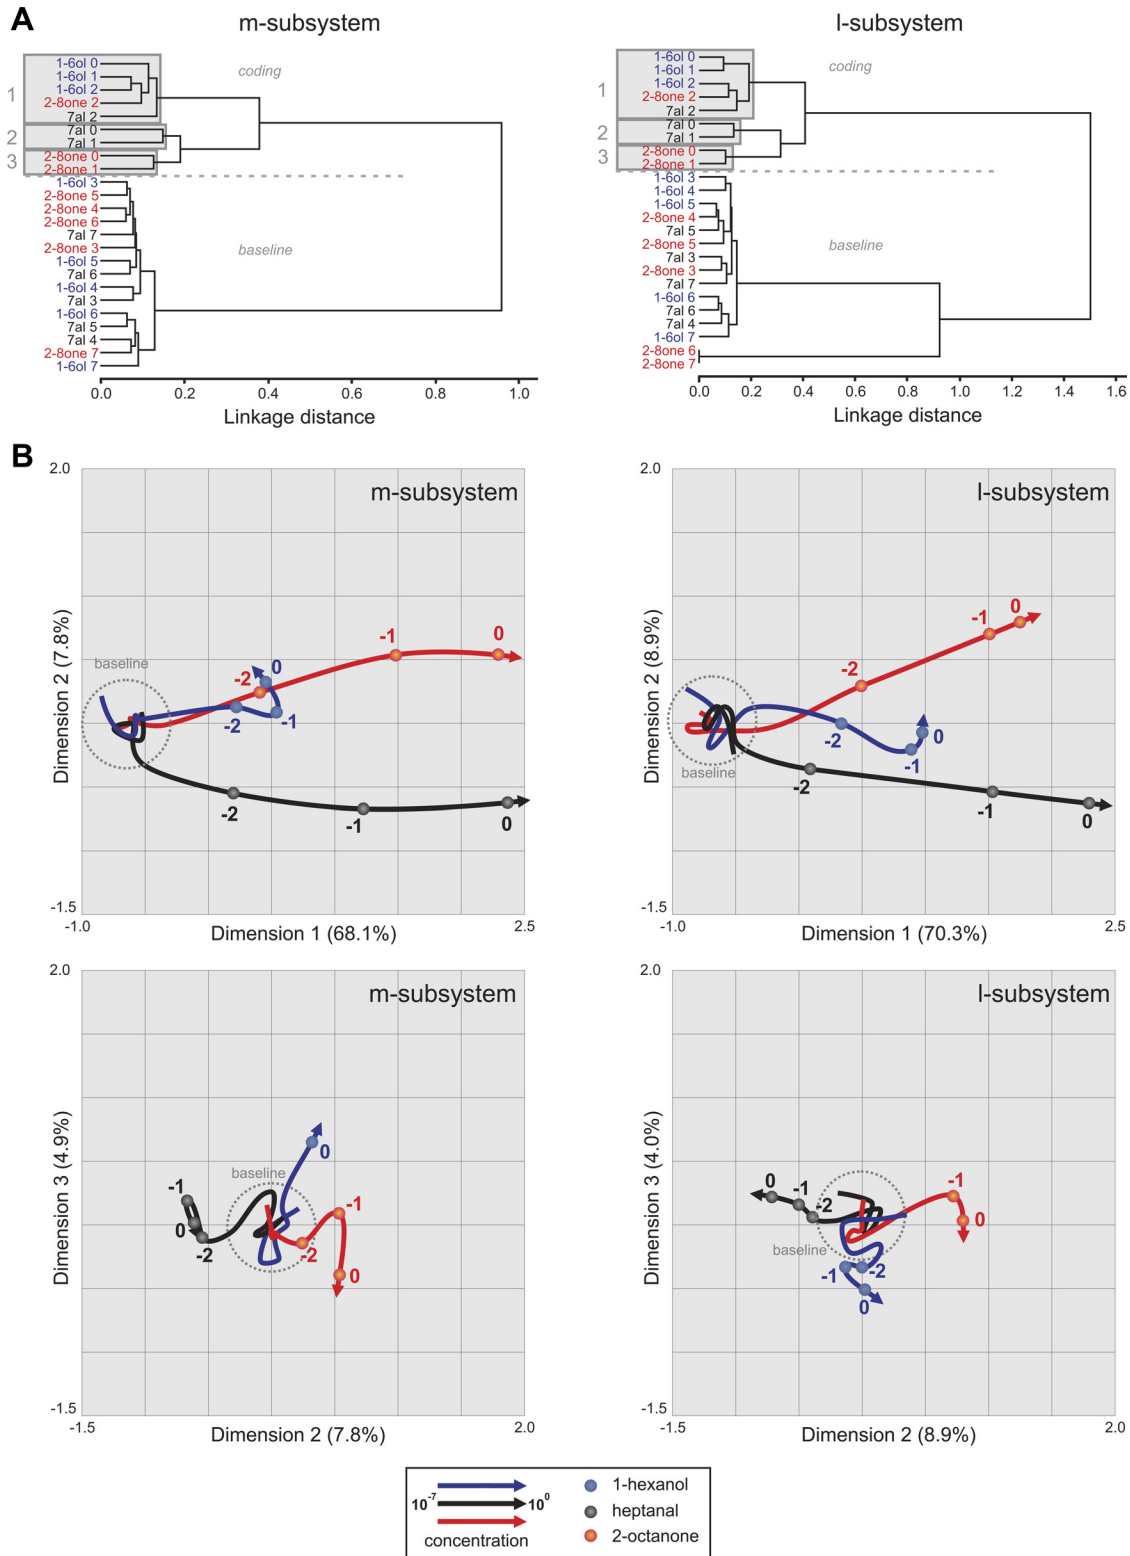 A
m-subsystem
l-subsystem
1-6ol 0
1-6ol 1
1-6ol 2
2-8one 2
7al 2
7al 0
7al 1
2-8one 0
2-8one 1
1-6ol 3
2-8one 5
2-8one 4
2-8one 6
7al 7
2-8one 3
1-6ol 5
7al 6
1-6ol 4
7al 3
1-6ol 6
7al 5
7al 4
2-8one 7
1-6ol 7
1
2
3
coding
baseline
0.0 0.2 0.4 0.6 0.8 1.0
Linkage distance
1-6ol 0
1-6ol 1
1-6ol 2
2-8one 2
7al 2
7al 0
7al 1
2-8one 0
2-8one 1
1-6ol 3
1-6ol 4
1-6ol 5
2-8one 4
7al 5
2-8one 5
7al 3
2-8one 3
7al 7
1-6ol 6
7al 6
7al 4
1-6ol 7
2-8one 6
2-8one 7
1
2
3
coding
baseline
0.0 0.2 0.4 0.6 0.8 1.0 1.2 1.4 1.6
Linkage distance
B
2.0
m-subsystem
Dimension 2 (7.8%)
baseline
-2
0
-2
-1
-1
0
-2
-1
0
-1.5
-1.0
Dimension 1 (68.1%)
2.5
2.0
l-subsystem
Dimension 2 (8.9%)
baseline
-2
-1
0
-2
-1
0
-2
-1
0
-1.5
-1.0
Dimension 1 (70.3%)
2.5
2.0
m-subsystem
Dimension 3 (4.9%)
baseline
0
-1
0
-2
-1
-2
0
-1.5
-1.5
Dimension 2 (7.8%)
2.0
2.0
l-subsystem
Dimension 3 (4.0%)
baseline
0
-1
-2
-1
0
-1
-2
0
-1.5
-1.5
Dimension 2 (8.9%)
2.0
10⁻⁷ 10⁰
concentration
1-hexanol
heptanal
2-octanone